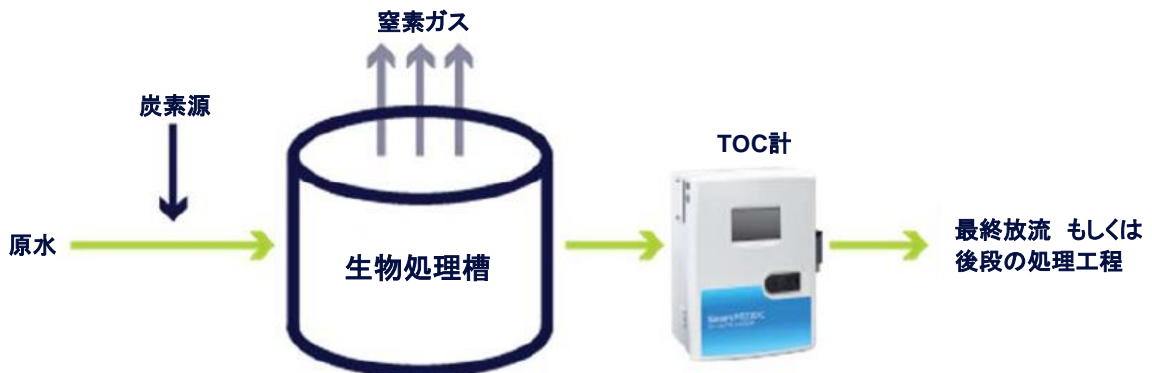 窒素ガス
炭素源
TOC計
原水
生物処理槽
最終放流 もしくは
後段の処理工程